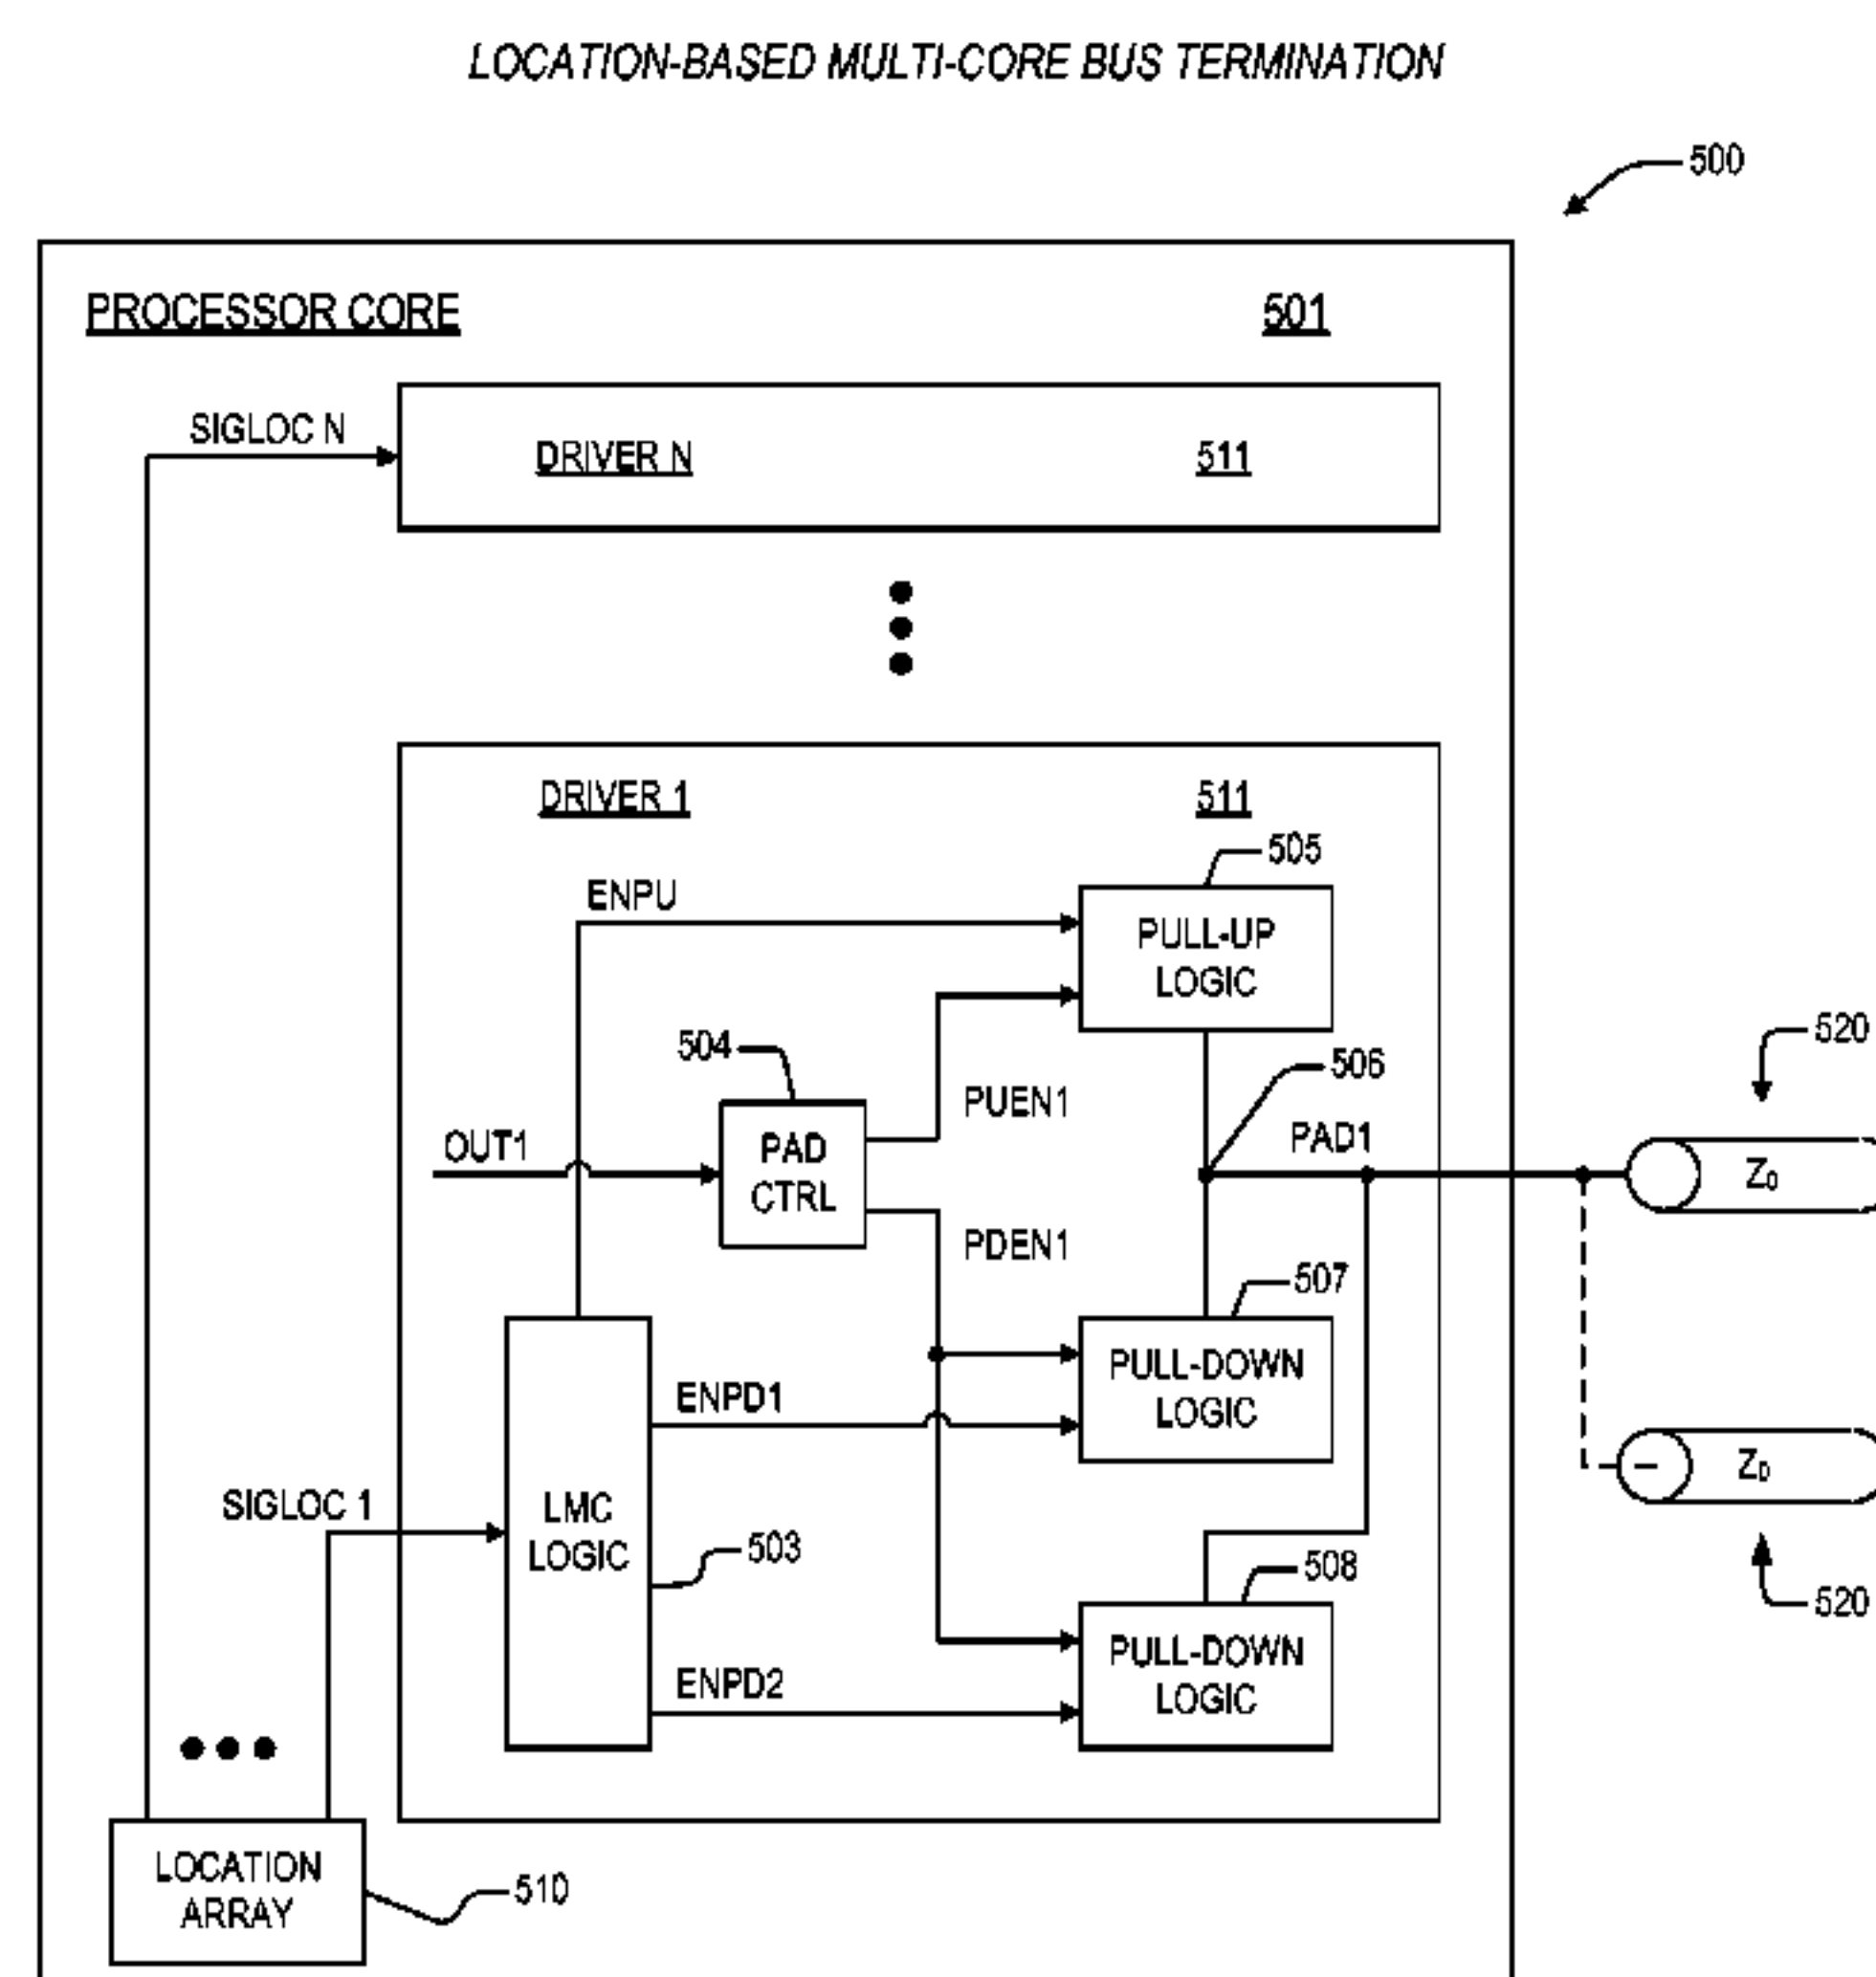 LOCATION-BASED MULTI-CORE BUS TERMINATION
500
PROCESSOR CORE 501
SIGLOC N
DRIVER N 511
DRIVER 1 511
505
ENPU
PULL-UP
LOGIC
504
506
520
PUEN1
OUT1
PAD
CTRL
PAD1
Z0
PDEN1
507
PULL-DOWN
LOGIC
ENPD1
Z0
SIGLOC 1
LMC
LOGIC
503
508
520
PULL-DOWN
LOGIC
ENPD2
LOCATION
ARRAY
510